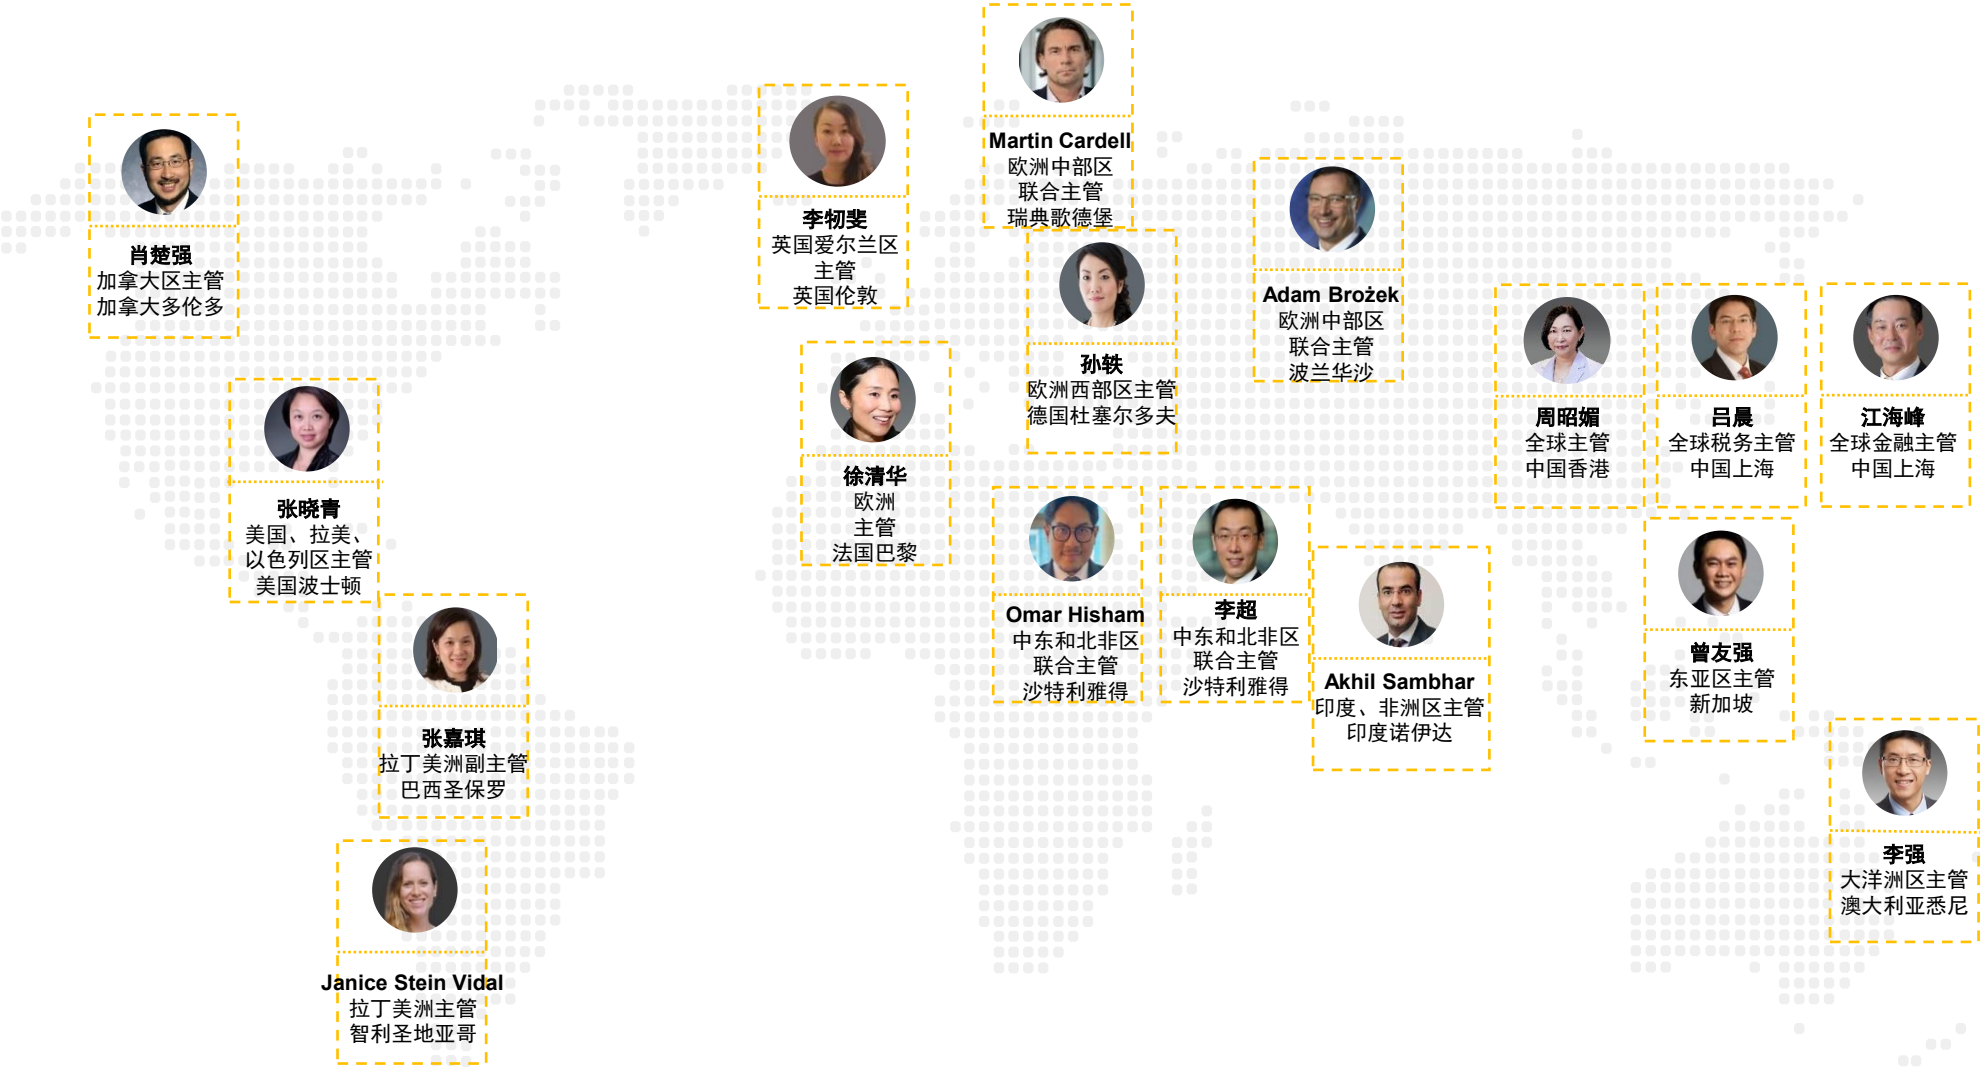 Martin Cardell
欧洲中部区
联合主管
瑞典歌德堡
李牣斐
英国爱尔兰区
主管
英国伦敦
肖楚强
加拿大区主管
加拿大多伦多
Adam Brożek
欧洲中部区
联合主管
波兰华沙
孙轶
欧洲西部区主管
德国杜塞尔多夫
周昭媚
全球主管
中国香港
吕晨
全球税务主管
中国上海
江海峰
全球金融主管
中国上海
徐清华
欧洲
主管
法国巴黎
张晓青
美国、拉美、
以色列区主管
美国波士顿
Omar Hisham
中东和北非区
联合主管
沙特利雅得
李超
中东和北非区
联合主管
沙特利雅得
Akhil Sambhar
印度、非洲区主管
印度诺伊达
曾友强
东亚区主管
新加坡
张嘉琪
拉丁美洲副主管
巴西圣保罗
李强
大洋洲区主管
澳大利亚悉尼
Janice Stein Vidal
拉丁美洲主管
智利圣地亚哥